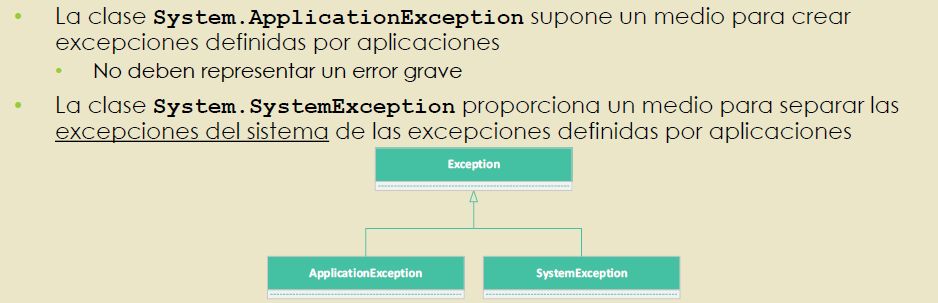 • La clase System.ApplicationException supone un medio para crear
excepciones definidas por aplicaciones
• No deben representar un error grave
• La clase System.SystemException proporciona un medio para separar las
excepciones del sistema de las excepciones definidas por aplicaciones
Exception
ApplicationException
SystemException